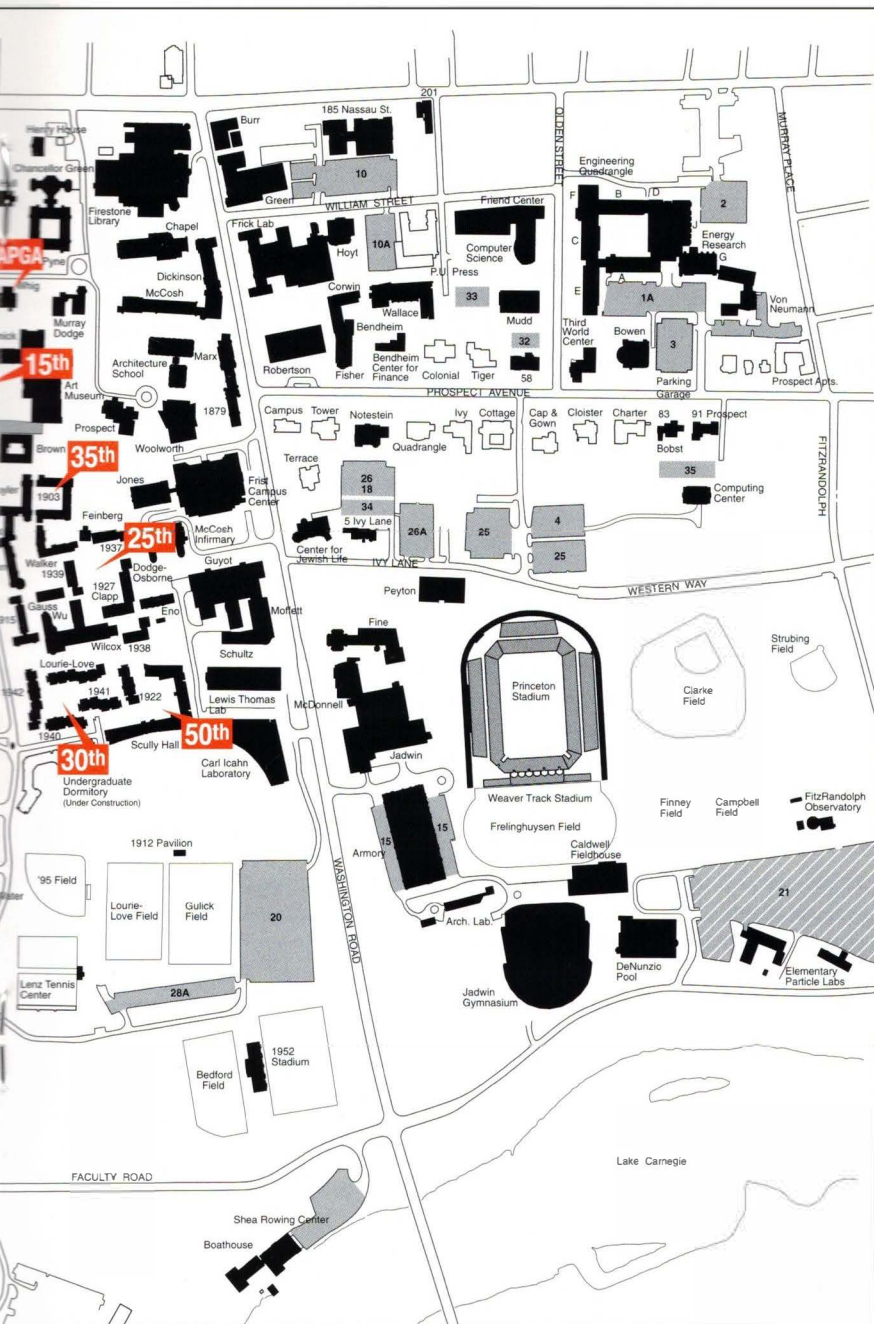 201
Burr
185 Nassau St.
OLDEN STREET
MURRAY PLACE
Henry House
Chancellor Green
Firestone
Library
Green
10
WILLIAM STREET
Engineering
Quadrangle
F
B
D
2
Friend Center
Chapel
Frick Lab
Hoyt
10A
Computer
Science
C
J
Energy
Research
G
APGA
Pyne
Whig
Dickinson
McCosh
Corwin
P.U. Press
33
Wallace
Mudd
E
A
1A
Von
Neumann
Murray
Dodge
Bendheim
Third
World
Center
Bowen
3
15th
Architecture
School
Marx
Robertson
Fisher
Bendheim
Center for
Finance
Colonial
Tiger
32
58
Parking
Garage
Prospect Apts.
Art
Museum
PROSPECT AVENUE
Prospect
1879
Woolworth
Campus
Tower
Notestein
Quadrangle
Ivy
Cottage
Cap &
Gown
Cloister
Charter
83
91 Prospect
Bobst
FITZRANDOLPH
Brown
35th
1903
Jones
Frist
Campus
Center
Terrace
26
18
34
35
Computing
Center
Feinberg
1937
25th
McCosh
Infirmary
Center for
Jewish Life
5 Ivy Lane
26A
25
4
25
IVY LANE
WESTERN WAY
Walker
1939
1927
Clapp
Dodge-
Osborne
Guyot
Peyton
Gauss
Wu
Eno
Moffett
Fine
1915
Wilcox
1938
Schultz
Strubing
Field
Lourie-Love
1942
1941
1922
Lewis Thomas
Lab
McDonnell
Princeton
Stadium
Clarke
Field
1940
30th
50th
Scully Hall
Carl Icahn
Laboratory
Jadwin
Undergraduate
Dormitory
(Under Construction)
Weaver Track Stadium
Frelinghuysen Field
Finney
Field
Campbell
Field
FitzRandolph
Observatory
1912 Pavilion
Armory
15
15
Caldwell
Fieldhouse
WASHINGTON ROAD
'95 Field
Lourie-
Love Field
Gulick
Field
20
21
Arch. Lab.
Lenz Tennis
Center
28A
Jadwin
Gymnasium
DeNunzio
Pool
Elementary
Particle Labs
Bedford
Field
1952
Stadium
Lake Carnegie
FACULTY ROAD
Shea Rowing Center
Boathouse